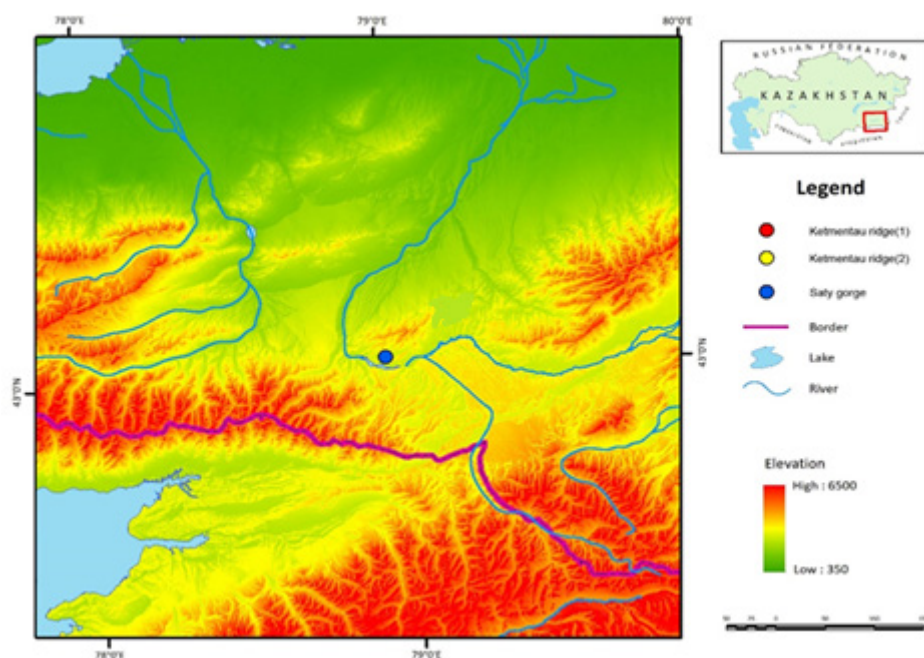 78°0'E 79°0'E 80°0'E
43°0'N
43°0'N
78°0'E 79°0'E
RUSSIAN FEDERATION
KAZAKHSTAN
Legend
Ketmentau ridge(1)
Ketmentau ridge(2)
Saty gorge
Border
Lake
River
Elevation
High : 6500
Low : 350